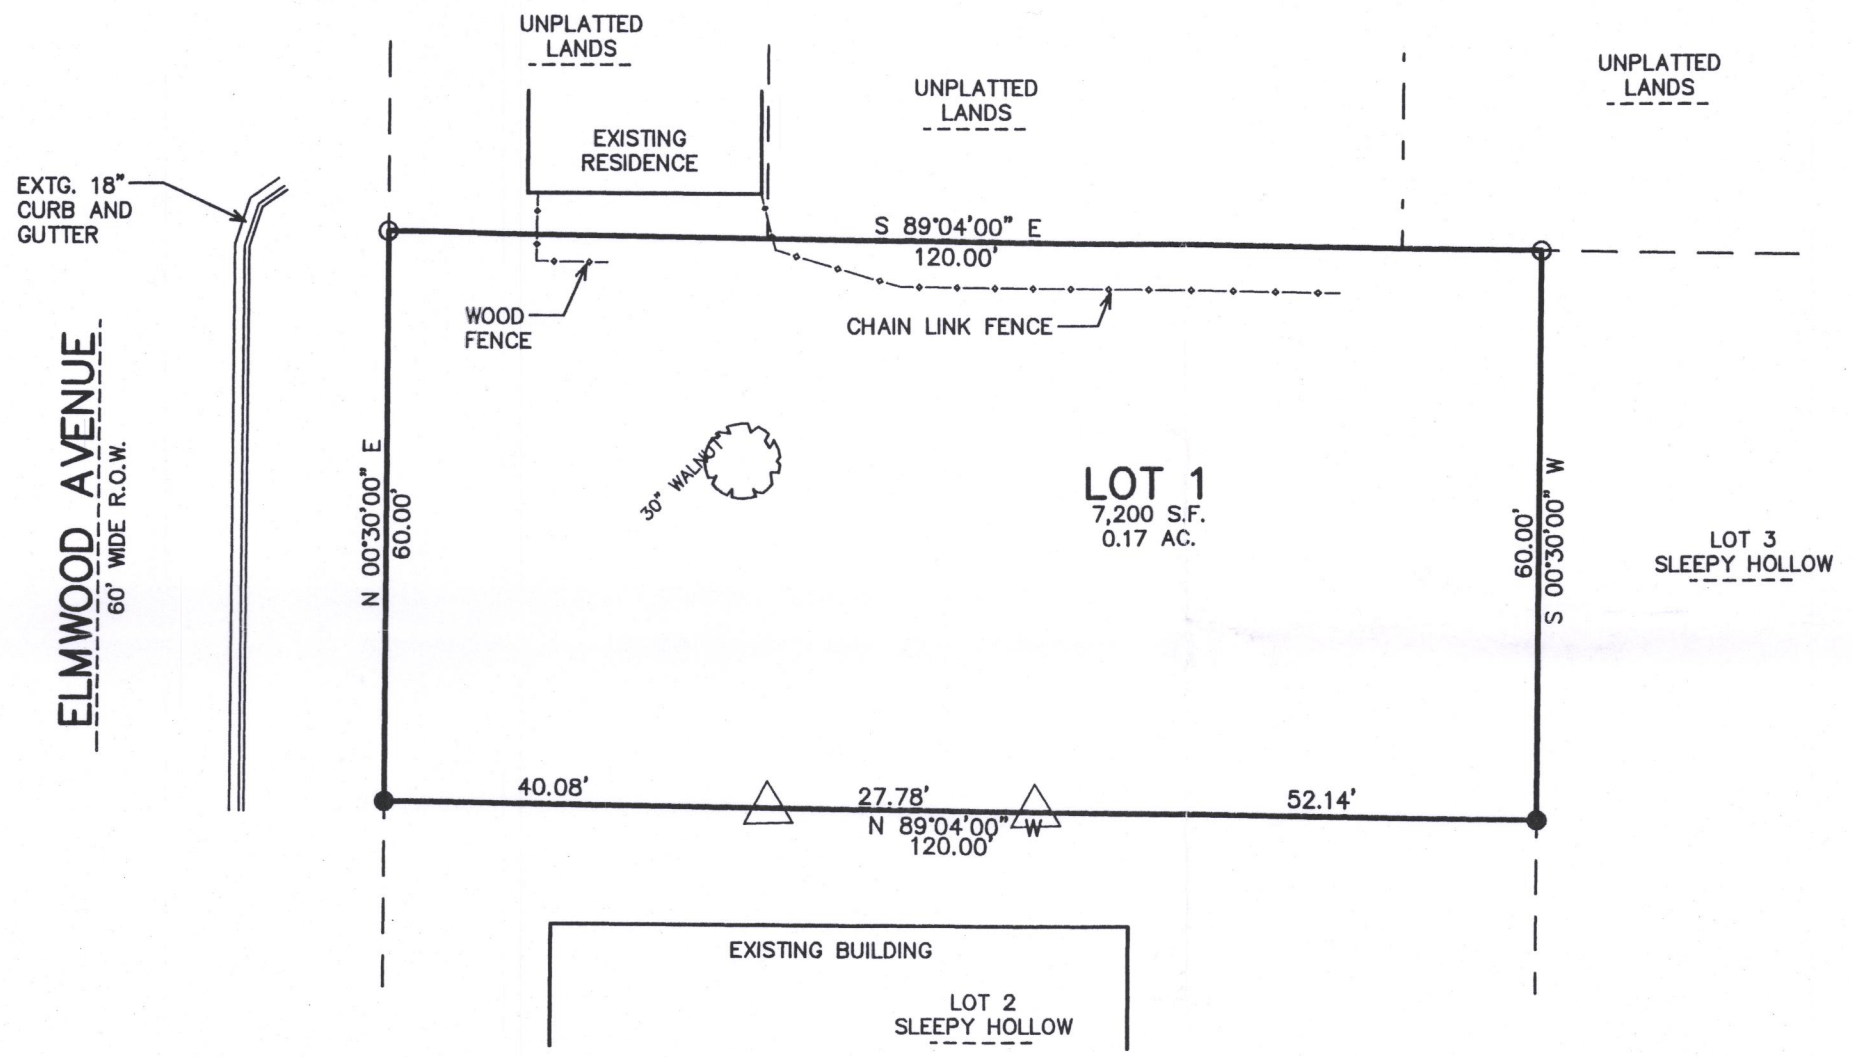 UNPLATTED
LANDS
UNPLATTED
LANDS
UNPLATTED
LANDS
EXISTING
RESIDENCE
EXTG. 18"
CURB AND
GUTTER
S 89°04'00" E
120.00'
WOOD
FENCE
CHAIN LINK FENCE
ELMWOOD AVENUE
60' WIDE R.O.W.
N 00°30'00" E
60.00'
30" WALNUT
LOT 1
7,200 S.F.
0.17 AC.
60.00'
S 00°30'00" W
LOT 3
SLEEPY HOLLOW
40.08'
27.78'
52.14'
N 89°04'00" W
120.00'
EXISTING BUILDING
LOT 2
SLEEPY HOLLOW